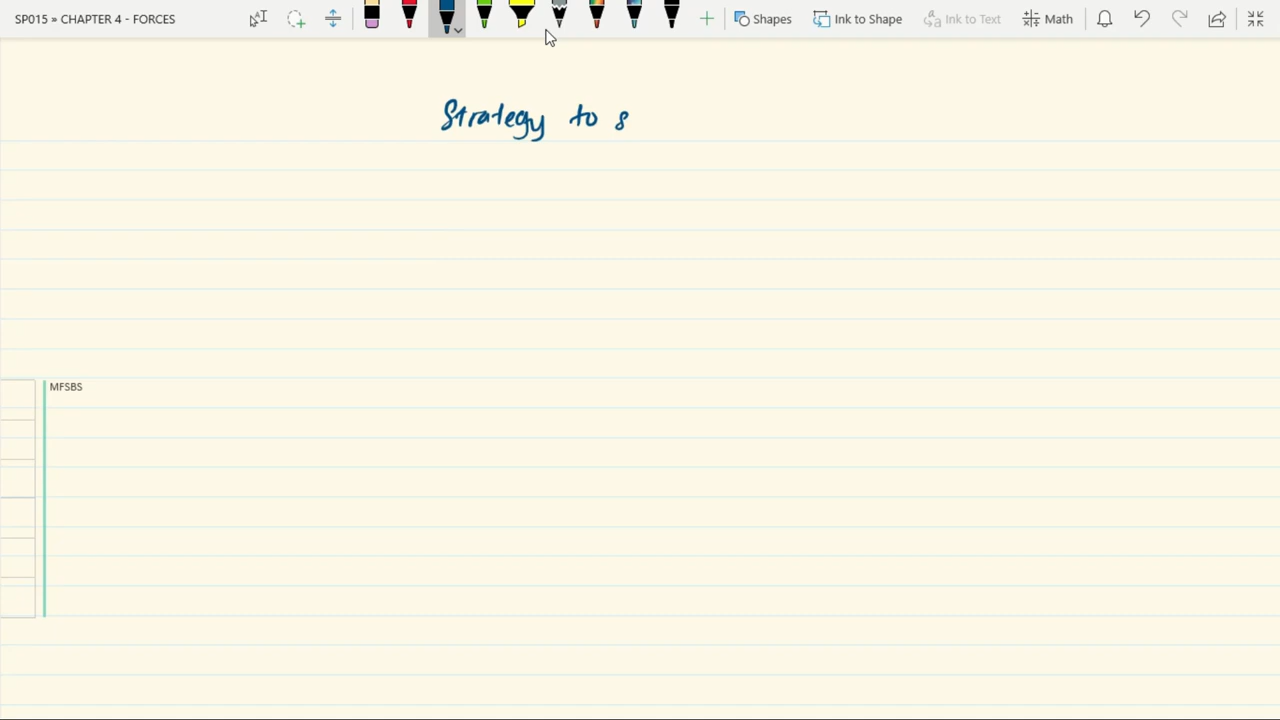 SP015 » CHAPTER 4 - FORCES
Shapes
Ink to Shape
Ink to Text
Math
Strategy to s
MFSBS